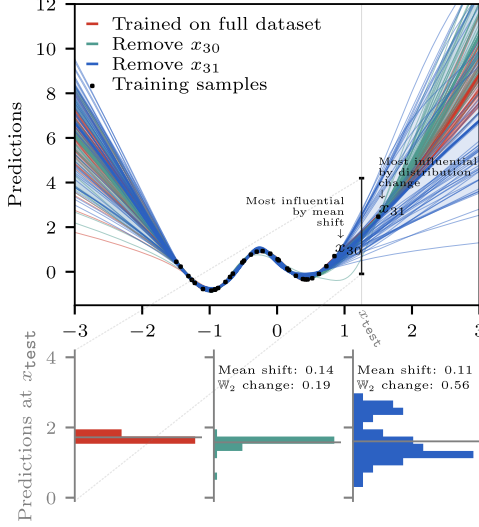 12
10
8
6
4
2
0
Predictions
Trained on full dataset
Remove x₃₀
Remove x₃₁
Training samples
Most influential
by distribution
change
↓
x₃₁
Most influential
by mean
shift
↓
x₃₀
−3
−2
−1
0
1
2
3
x_test
Predictions at x_test
4
2
0
Mean shift: 0.14
𝕎₂ change: 0.19
Mean shift: 0.11
𝕎₂ change: 0.56